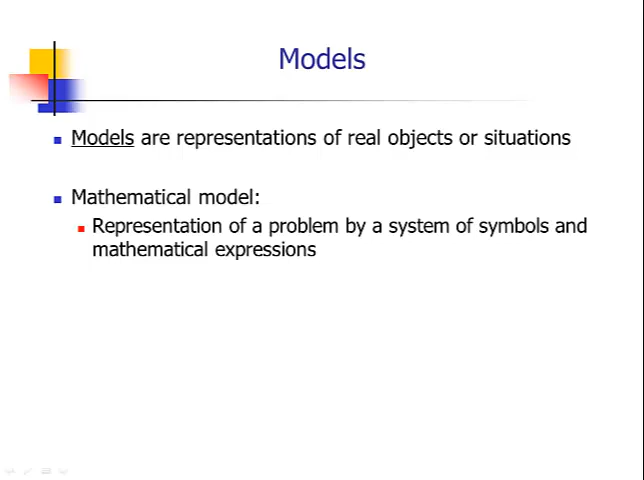 Models
Models are representations of real objects or situations
Mathematical model:
Representation of a problem by a system of symbols and
mathematical expressions